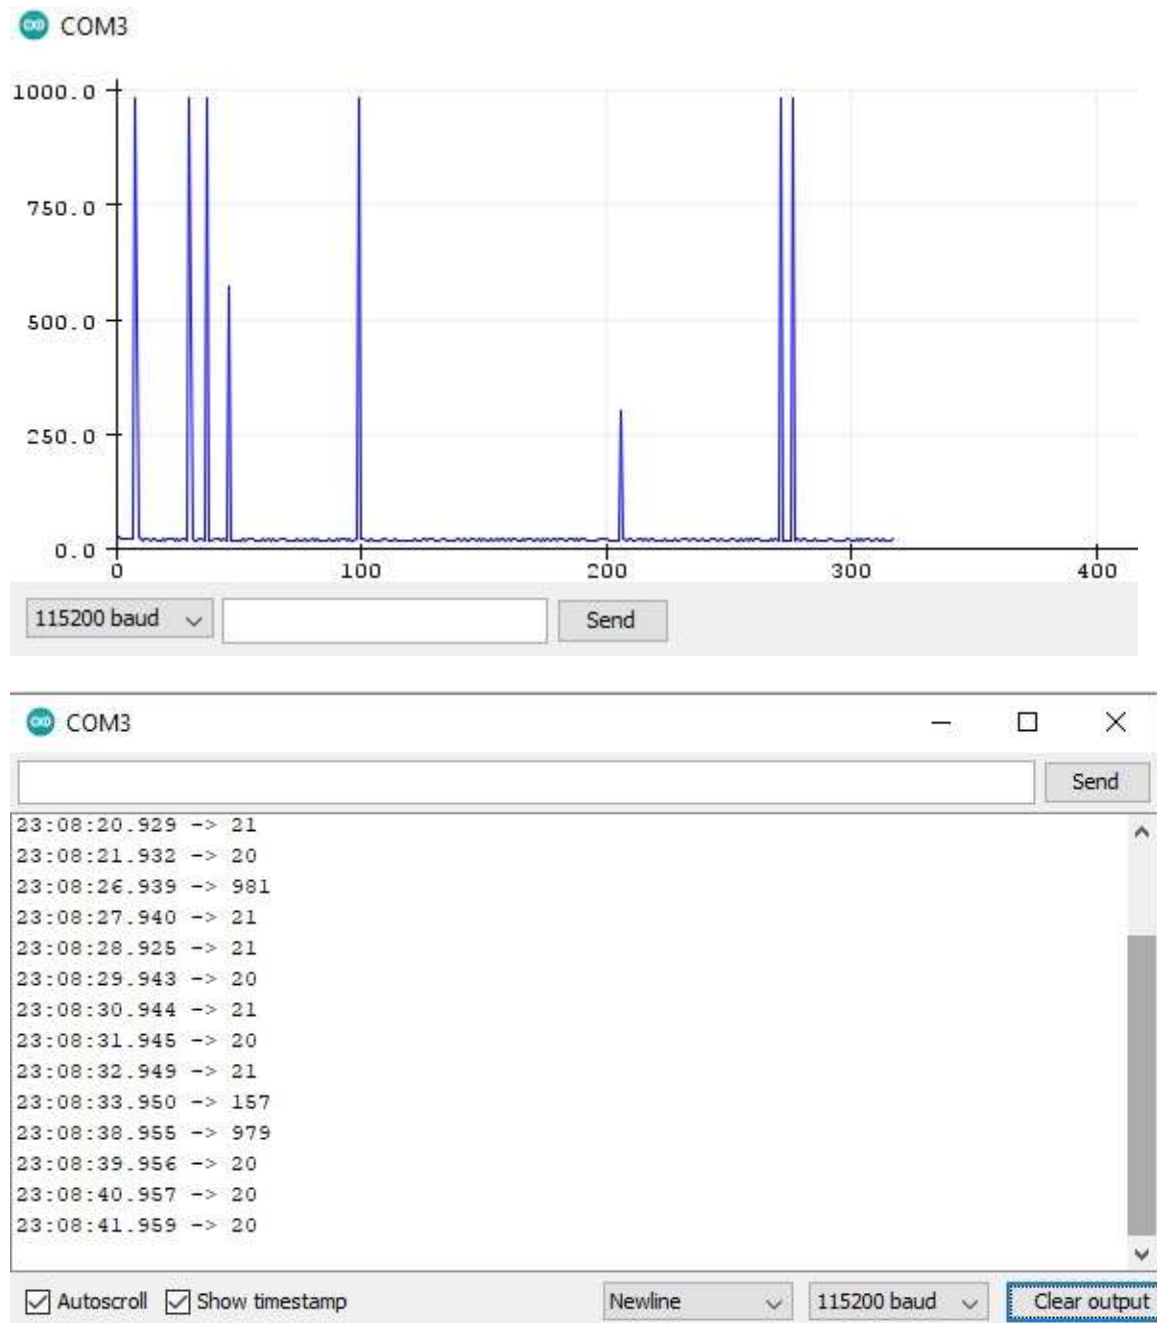 COM3
1000.0
750.0
500.0
250.0
0.0
0 100 200 300 400
115200 baud Send
COM3
Send
23:08:20.929 -> 21
23:08:21.932 -> 20
23:08:26.939 -> 981
23:08:27.940 -> 21
23:08:28.925 -> 21
23:08:29.943 -> 20
23:08:30.944 -> 21
23:08:31.945 -> 20
23:08:32.949 -> 21
23:08:33.950 -> 157
23:08:38.955 -> 979
23:08:39.956 -> 20
23:08:40.957 -> 20
23:08:41.959 -> 20
Autoscroll Show timestamp Newline 115200 baud Clear output